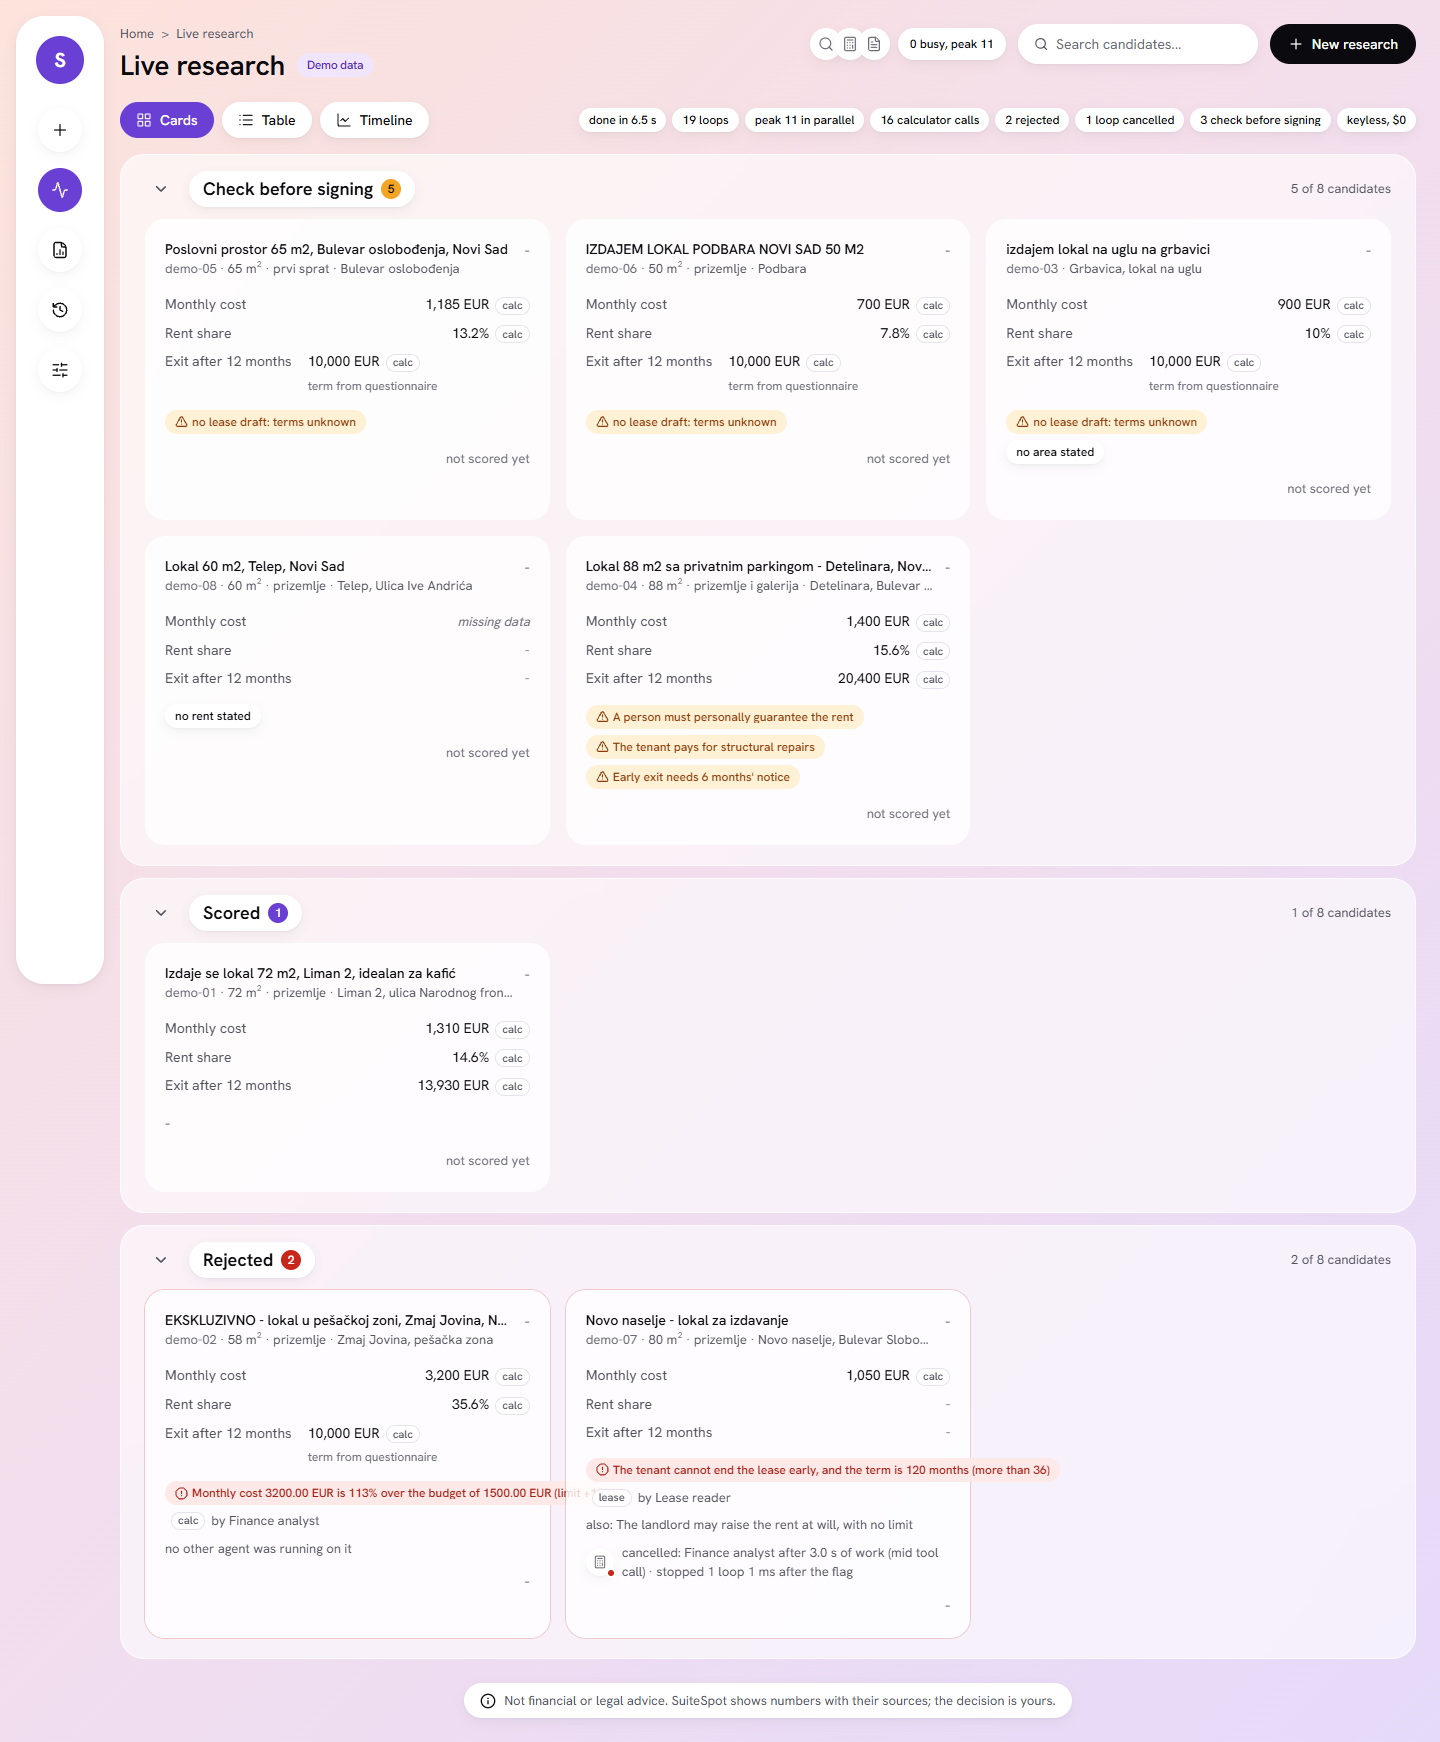 S
Home > Live research
Live research
Demo data
0 busy, peak 11
Search candidates...
New research
Cards
Table
Timeline
done in 6.5 s
19 loops
peak 11 in parallel
16 calculator calls
2 rejected
1 loop cancelled
3 check before signing
keyless, $0
Check before signing 5
5 of 8 candidates
Poslovni prostor 65 m2, Bulevar oslobođenja, Novi Sad -
demo-05 · 65 m² · prvi sprat · Bulevar oslobođenja
Monthly cost 1,185 EUR calc
Rent share 13.2% calc
Exit after 12 months 10,000 EUR calc
term from questionnaire
no lease draft: terms unknown
not scored yet
IZDAJEM LOKAL PODBARA NOVI SAD 50 M2 -
demo-06 · 50 m² · prizemlje · Podbara
Monthly cost 700 EUR calc
Rent share 7.8% calc
Exit after 12 months 10,000 EUR calc
term from questionnaire
no lease draft: terms unknown
not scored yet
izdajem lokal na uglu na grbavici -
demo-03 · Grbavica, lokal na uglu
Monthly cost 900 EUR calc
Rent share 10% calc
Exit after 12 months 10,000 EUR calc
term from questionnaire
no lease draft: terms unknown
no area stated
not scored yet
Lokal 60 m2, Telep, Novi Sad -
demo-08 · 60 m² · prizemlje · Telep, Ulica Ive Andrića
Monthly cost missing data
Rent share -
Exit after 12 months -
no rent stated
not scored yet
Lokal 88 m2 sa privatnim parkingom - Detelinara, Nov... -
demo-04 · 88 m² · prizemlje i galerija · Detelinara, Bulevar ...
Monthly cost 1,400 EUR calc
Rent share 15.6% calc
Exit after 12 months 20,400 EUR calc
A person must personally guarantee the rent
The tenant pays for structural repairs
Early exit needs 6 months' notice
not scored yet
Scored 1
1 of 8 candidates
Izdaje se lokal 72 m2, Liman 2, idealan za kafić -
demo-01 · 72 m² · prizemlje · Liman 2, ulica Narodnog fron...
Monthly cost 1,310 EUR calc
Rent share 14.6% calc
Exit after 12 months 13,930 EUR calc
-
not scored yet
Rejected 2
2 of 8 candidates
EKSKLUZIVNO - lokal u pešačkoj zoni, Zmaj Jovina, N... -
demo-02 · 58 m² · prizemlje · Zmaj Jovina, pešačka zona
Monthly cost 3,200 EUR calc
Rent share 35.6% calc
Exit after 12 months 10,000 EUR calc
term from questionnaire
Monthly cost 3200.00 EUR is 113% over the budget of 1500.00 EUR (limit
calc by Finance analyst
no other agent was running on it
-
Novo naselje - lokal za izdavanje -
demo-07 · 80 m² · prizemlje · Novo naselje, Bulevar Slobo...
Monthly cost 1,050 EUR calc
Rent share -
Exit after 12 months -
The tenant cannot end the lease early, and the term is 120 months (more than 36)
lease by Lease reader
also: The landlord may raise the rent at will, with no limit
cancelled: Finance analyst after 3.0 s of work (mid tool
call) · stopped 1 loop 1 ms after the flag
-
Not financial or legal advice. SuiteSpot shows numbers with their sources; the decision is yours.